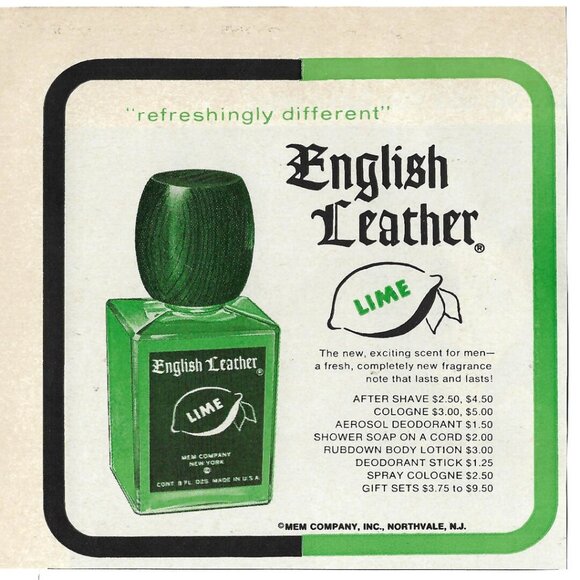 "refreshingly different"
English
Leather®
LIME
The new, exciting scent for men—
a fresh, completely new fragrance
note that lasts and lasts!
AFTER SHAVE $2.50, $4.50
COLOGNE $3.00, $5.00
AEROSOL DEODORANT $1.50
SHOWER SOAP ON A CORD $2.00
RUBDOWN BODY LOTION $3.00
DEODORANT STICK $1.25
SPRAY COLOGNE $2.50
GIFT SETS $3.75 to $9.50
English Leather®
LIME
MEM COMPANY
NEW YORK
CONT. 8 FL. OZS. MADE IN U.S.A.
©MEM COMPANY, INC., NORTHVALE, N.J.